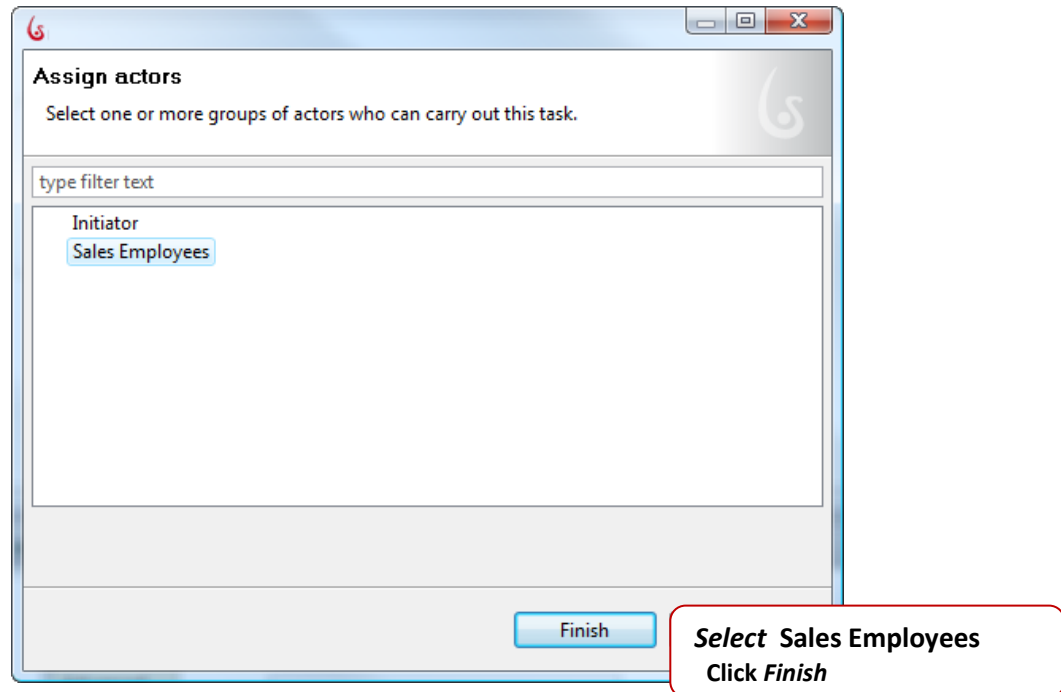 Assign actors
Select one or more groups of actors who can carry out this task.
type filter text
Initiator
Sales Employees
Finish
Select Sales Employees
Click Finish